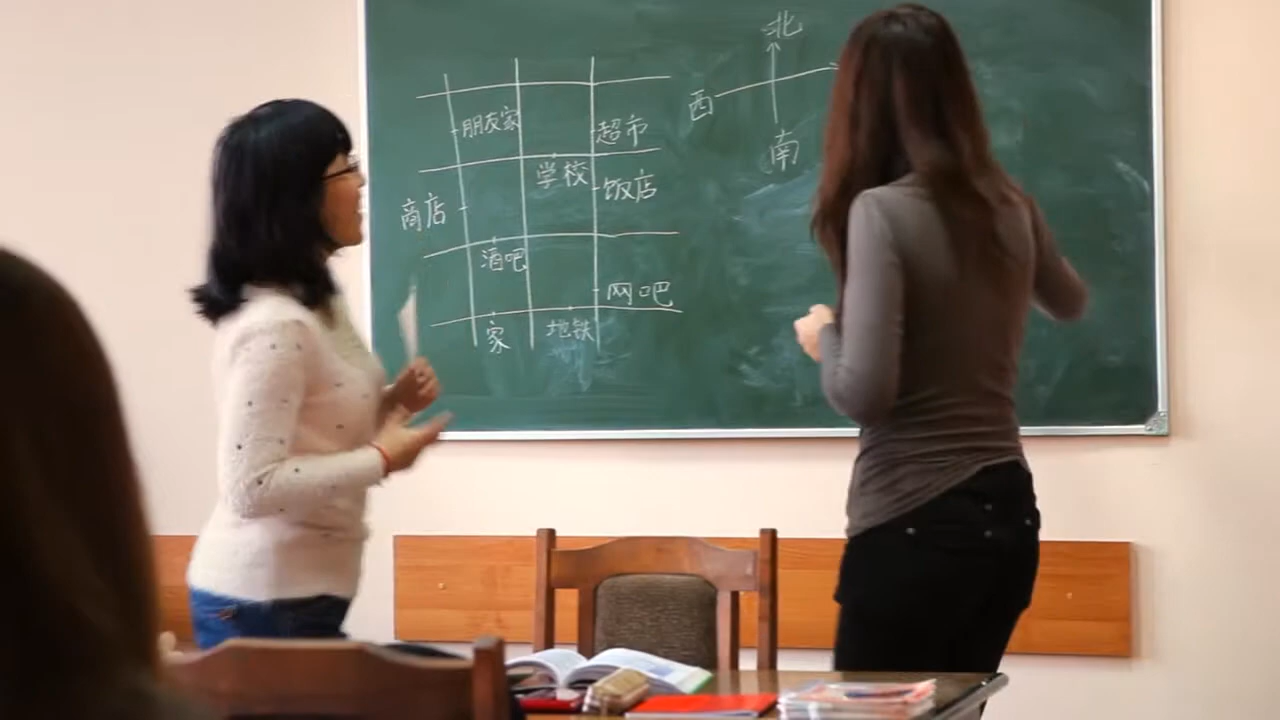 北
西
南
朋友家
超市
学校
饭店
商店
酒吧
网吧
家
地铁